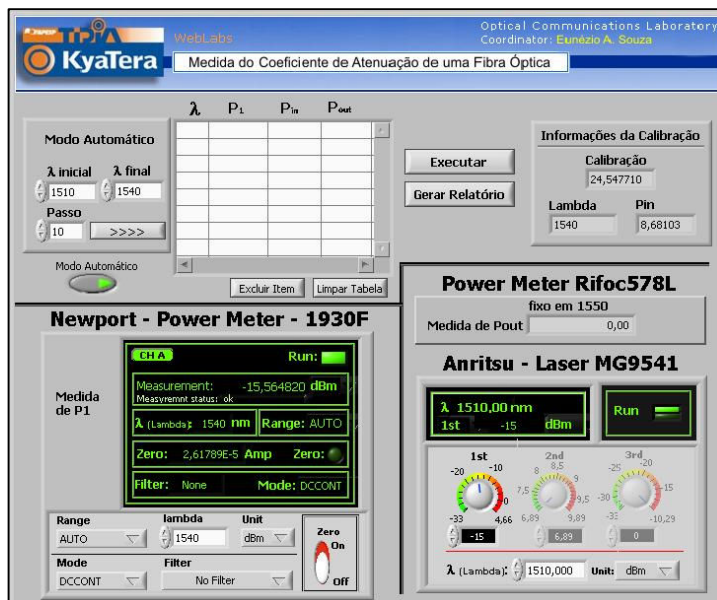 TIDIA
KyaTera
WebLabs
Optical Communications Laboratory
Coordinator: Eunézio A. Souza
Medida do Coeficiente de Atenuação de uma Fibra Óptica
λ P1 Pin Pout
Modo Automático
λ inicial λ final
1510 1540
Passo
10 >>>>
Modo Automático
Excluir Item Limpar Tabela
Executar
Gerar Relatório
Informações da Calibração
Calibração
24,547710
Lambda Pin
1540 8,68103
Newport - Power Meter - 1930F
Medida
de P1
CH A Run:
Measurement: -15,564820 dBm
Measyremnt status: ok
λ (Lambda): 1540 nm Range: AUTO
Zero: 2,61789E-5 Amp Zero:
Filter: None Mode: DCCONT
Range lambda Unit
AUTO 1540 dBm
Mode Filter
DCCONT No Filter
Zero
On
Off
Power Meter Rifoc578L
fixo em 1550
Medida de Pout 0,00
Anritsu - Laser MG9541
λ 1510,00 nm
1st -15 dBm
Run
1st 2nd 3rd
-20 -10 8 8,5 -25 -20
0 7,5 9 9,5 -30 -15
-33 4,66 6,89 9,89 -33 -10,29
-15 6,89 0
λ (Lambda): 1510,000 Unit: dBm